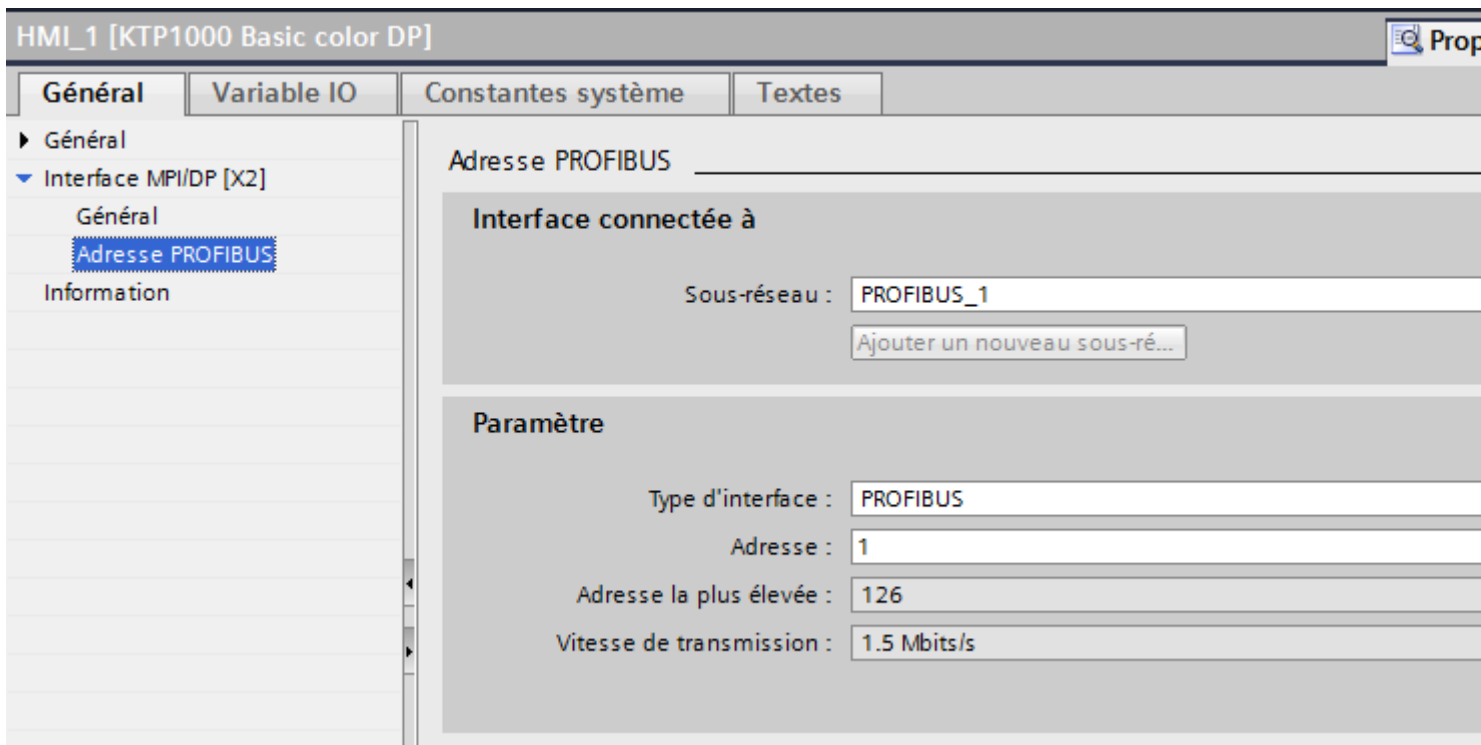 HMI_1 [KTP1000 Basic color DP]
Prop
Général
Variable IO
Constantes système
Textes
Général
Interface MPI/DP [X2]
Général
Adresse PROFIBUS
Information
Adresse PROFIBUS
Interface connectée à
Sous-réseau : PROFIBUS_1
Ajouter un nouveau sous-ré...
Paramètre
Type d'interface : PROFIBUS
Adresse : 1
Adresse la plus élevée : 126
Vitesse de transmission : 1.5 Mbits/s